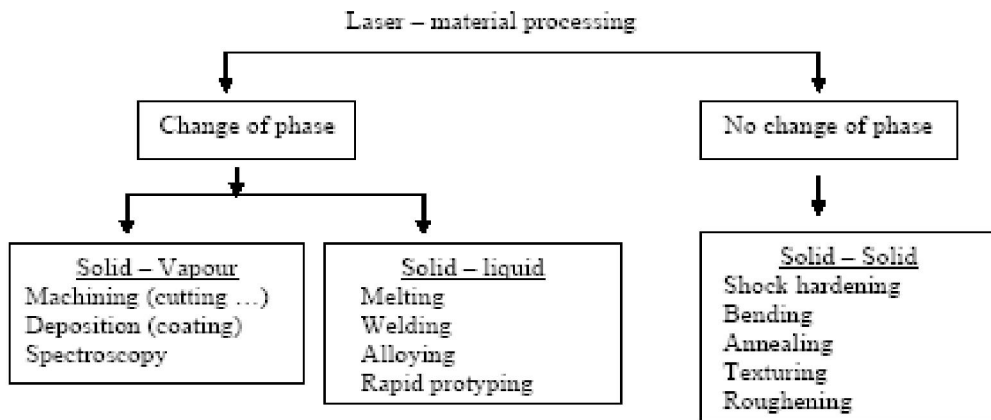 Laser – material processing
Change of phase
No change of phase
Solid – Vapour
Machining (cutting ...)
Deposition (coating)
Spectroscopy
Solid – liquid
Melting
Welding
Alloying
Rapid protyping
Solid – Solid
Shock hardening
Bending
Annealing
Texturing
Roughening